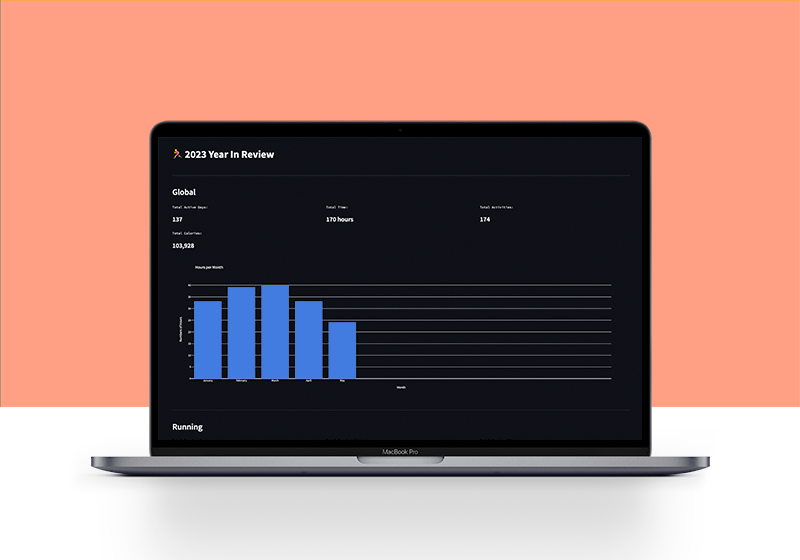 2023 Year In Review
Global
Total Active Days:
Total Time:
Total Activities:
137
170 hours
174
Total Calories:
103,928
Hours per Month
Number of Hours
January
February
March
April
May
Month
Running
MacBook Pro